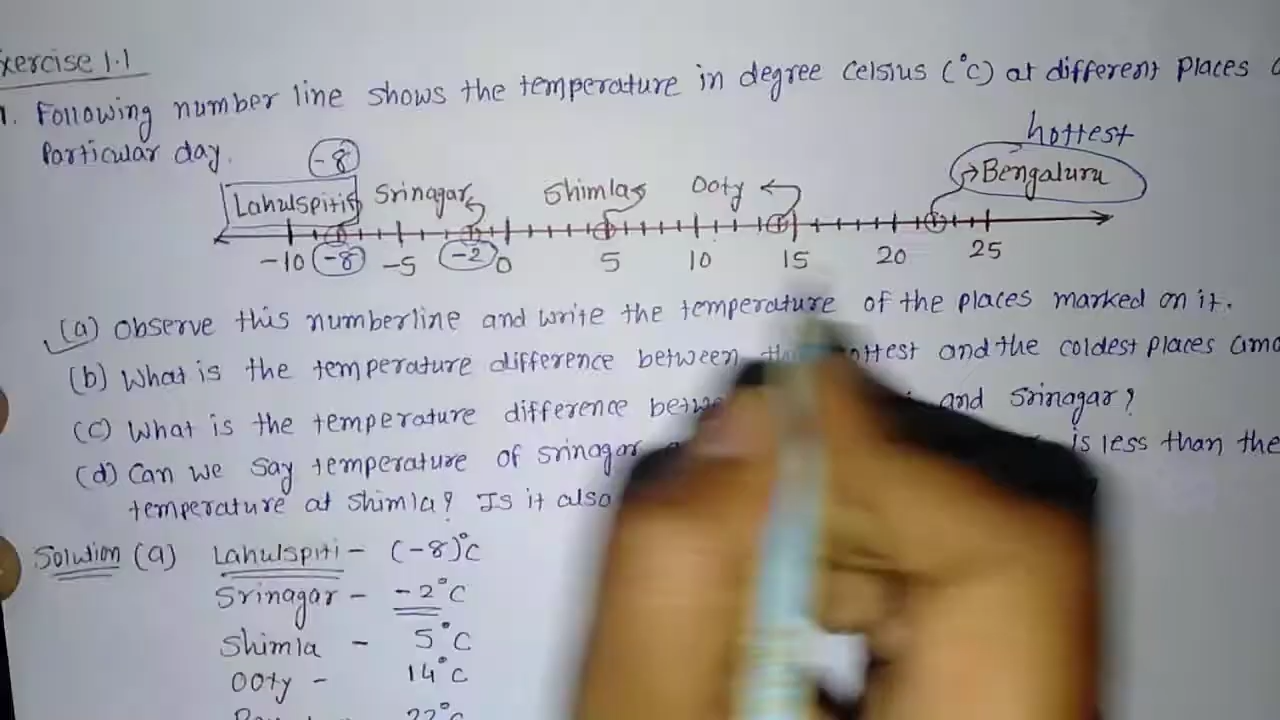 xercise 1.1
1. Following number line shows the temperature in degree Celsius (°C) at different Places
Particular day.
-8
hottest
Lahulspiti Srinagar Shimla Ooty Bengaluru
-10 -8 -5 -2 0 5 10 15 20 25
(a) Observe this numberline and write the temperature of the places marked on it.
(b) What is the temperature difference between the hottest and the coldest places
(c) What is the temperature difference and Srinagar?
(d) Can we say temperature of srinagar is less than the
temperature at shimla? Is it also
Solution (a) Lahulspiti - (-8)°C
Srinagar - -2°C
Shimla - 5°C
Ooty - 14°C
22°C